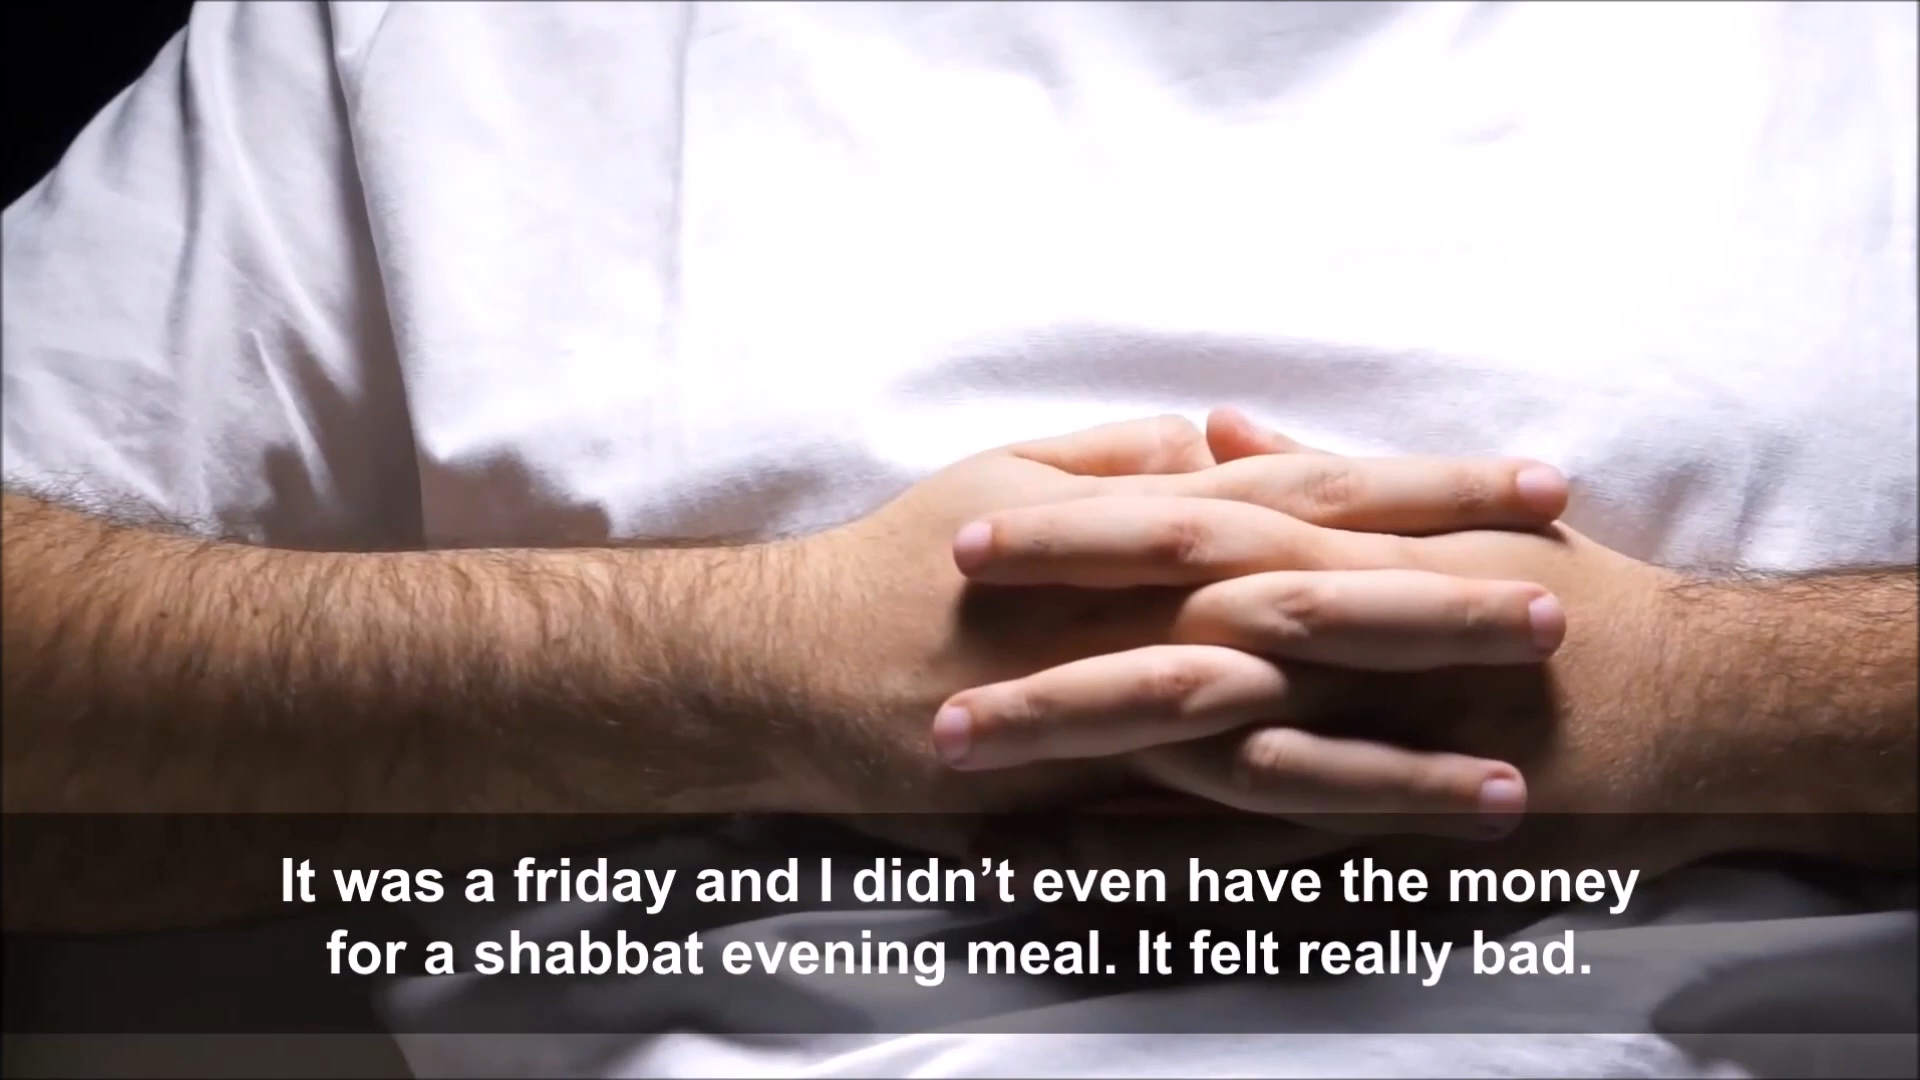 It was a friday and I didn’t even have the money
for a shabbat evening meal. It felt really bad.